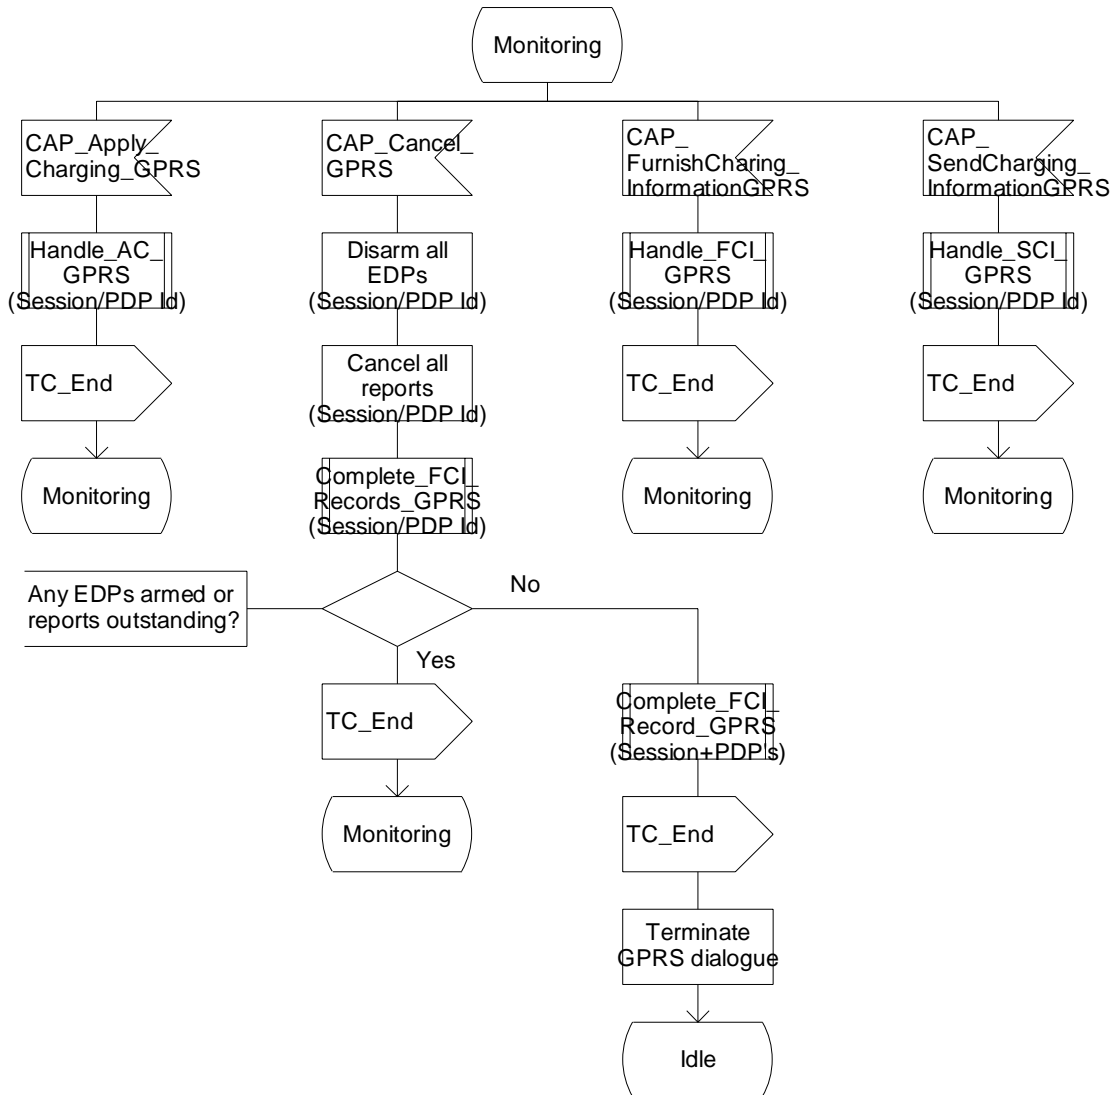 Monitoring
CAP_Apply_
Charging_GPRS
CAP_Cancel_
GPRS
CAP_
FurnishCharing_
InformationGPRS
CAP_
SendCharging_
InformationGPRS
Handle_AC_
GPRS
(Session/PDP Id)
Disarm all
EDPs
(Session/PDP Id)
Handle_FCI_
GPRS
(Session/PDP Id)
Handle_SCI_
GPRS
(Session/PDP Id)
TC_End
Cancel all
reports
(Session/PDP Id)
TC_End
TC_End
Monitoring
Complete_FCI_
Records_GPRS
(Session/PDP Id)
Monitoring
Monitoring
Any EDPs armed or
reports outstanding?
No
Yes
TC_End
Complete_FCI_
Record_GPRS
(Session+PDP's)
Monitoring
TC_End
Terminate
GPRS dialogue
Idle